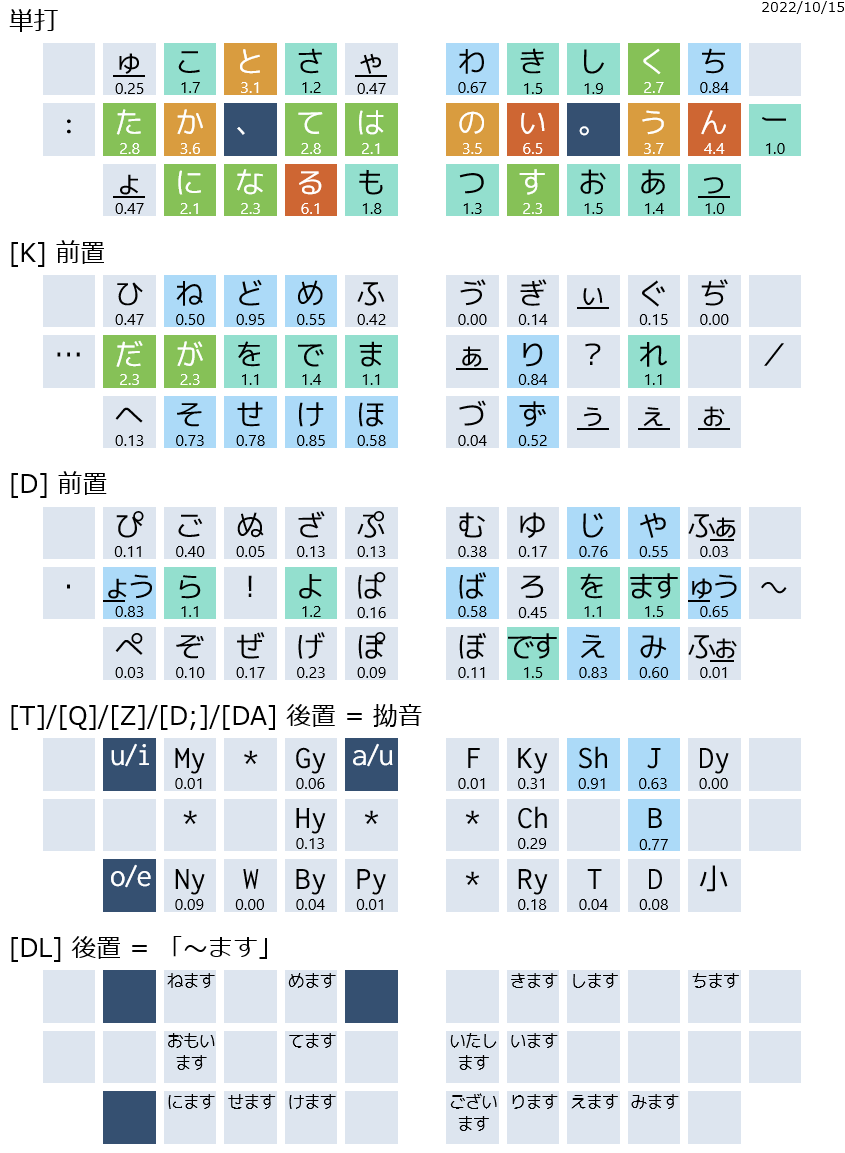 2022/10/15
単打
ゅ こ と さ ゃ わ き し く ち
0.25 1.7 3.1 1.2 0.47 0.67 1.5 1.9 2.7 0.84
: た か 、 て は の い 。 う ん ー
2.8 3.6 2.8 2.1 3.5 6.5 3.7 4.4 1.0
ょ に な る も つ す お あ っ
0.47 2.1 2.3 6.1 1.8 1.3 2.3 1.5 1.4 1.0
[K] 前置
ひ ね ど め ふ ゔ ぎ ぃ ぐ ぢ
0.47 0.50 0.95 0.55 0.42 0.00 0.14 0.15 0.00
… だ が を で ま ぁ り ? れ /
2.3 2.3 1.1 1.4 1.1 0.84 1.1
へ そ せ け ほ づ ず ぅ ぇ ぉ
0.13 0.73 0.78 0.85 0.58 0.04 0.52
[D] 前置
ぴ ご ぬ ざ ぷ む ゆ じ や ふぁ
0.11 0.40 0.05 0.13 0.13 0.38 0.17 0.76 0.55 0.03
・ ょう ら ! よ ぱ ば ろ を ます ゅう ～
0.83 1.1 1.2 0.16 0.58 0.45 1.1 1.5 0.65
ぺ ぞ ぜ げ ぽ ぼ です え み ふぉ
0.03 0.10 0.17 0.23 0.09 0.11 1.5 0.83 0.60 0.01
[T]/[Q]/[Z]/[D;]/[DA] 後置 = 拗音
u/i My * Gy a/u F Ky Sh J Dy
0.01 0.06 0.01 0.31 0.91 0.63 0.00
* Hy * * Ch B
0.13 0.29 0.77
o/e Ny W By Py * Ry T D 小
0.09 0.00 0.04 0.01 0.18 0.04 0.08
[DL] 後置 = 「～ます」
ねます めます きます します ちます
おもい てます いたし います
ます ます
にます せます けます ござい ります えます みます
ます